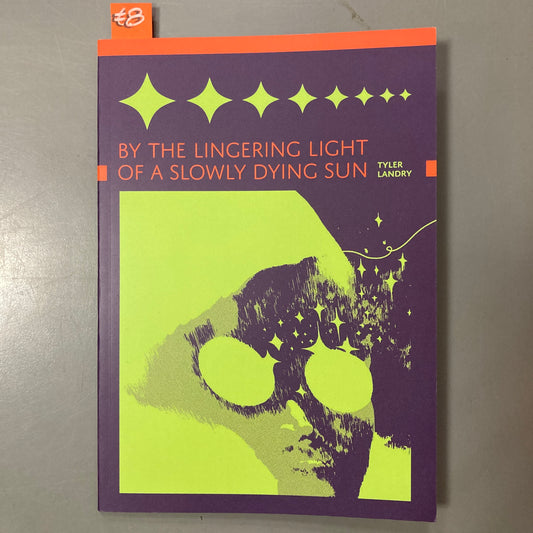 €8
BY THE LINGERING LIGHT
OF A SLOWLY DYING SUN
TYLER
LANDRY